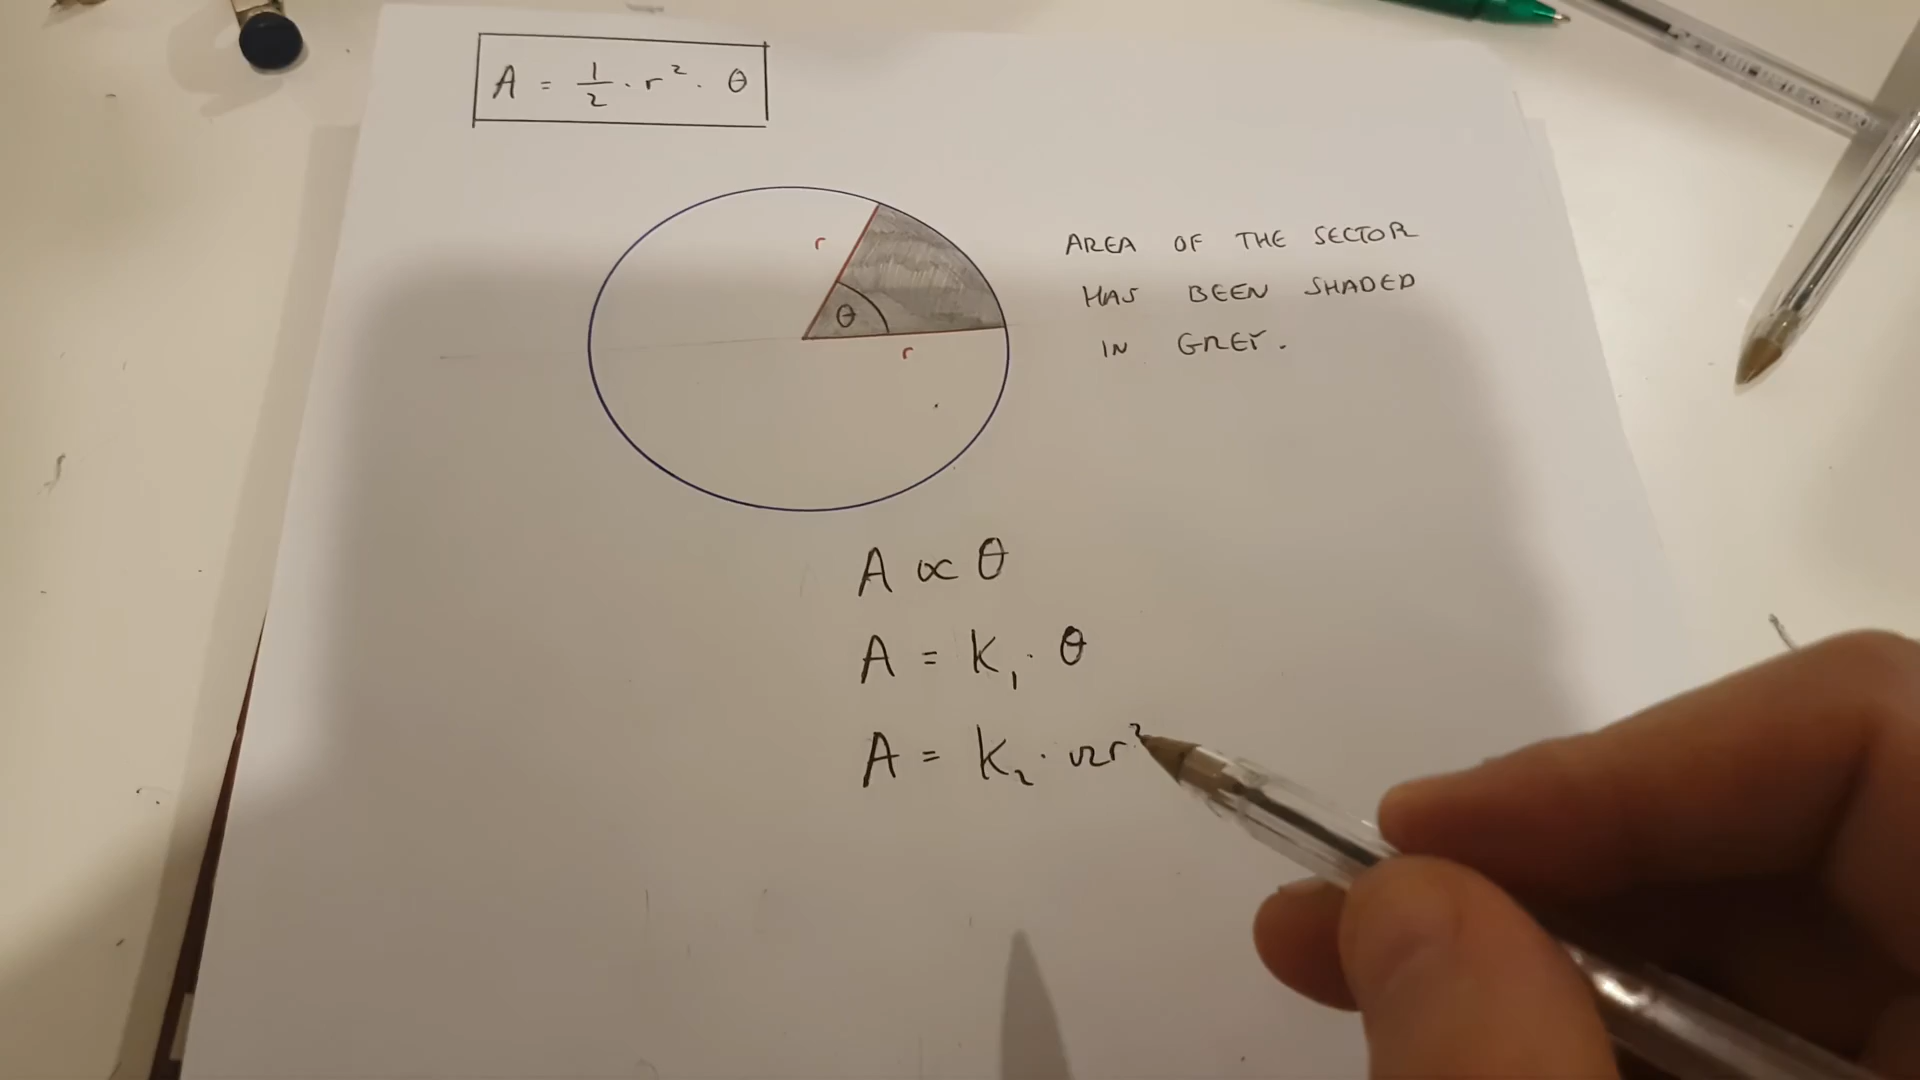 A = 1/2 · r² · θ
r
θ
r
AREA OF THE SECTOR
HAS BEEN SHADED
IN GREY.
A ∝ θ
A = K₁ · θ
A = K₂ · πr²